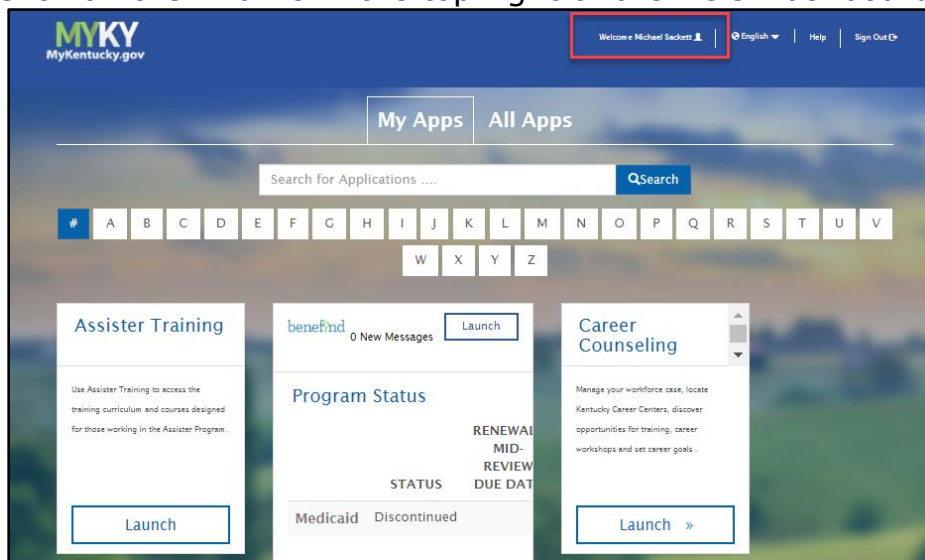 MYKY
MyKentucky.gov
Welcome Michael Sackett
English
Help
Sign Out
My Apps
All Apps
Search for Applications ....
Search
# A B C D E F G H I J K L M N O P Q R S T U V
W X Y Z
Assister Training
Use Assister Training to access the
training curriculum and courses designed
for those working in the Assister Program.
Launch
benefind
0 New Messages
Launch
Program Status
RENEWAL
MID-
REVIEW
STATUS DUE DAT
Medicaid Discontinued
Career
Counseling
Manage your workforce case, locate
Kentucky Career Centers, discover
opportunities for training, career
workshops and set career goals .
Launch »